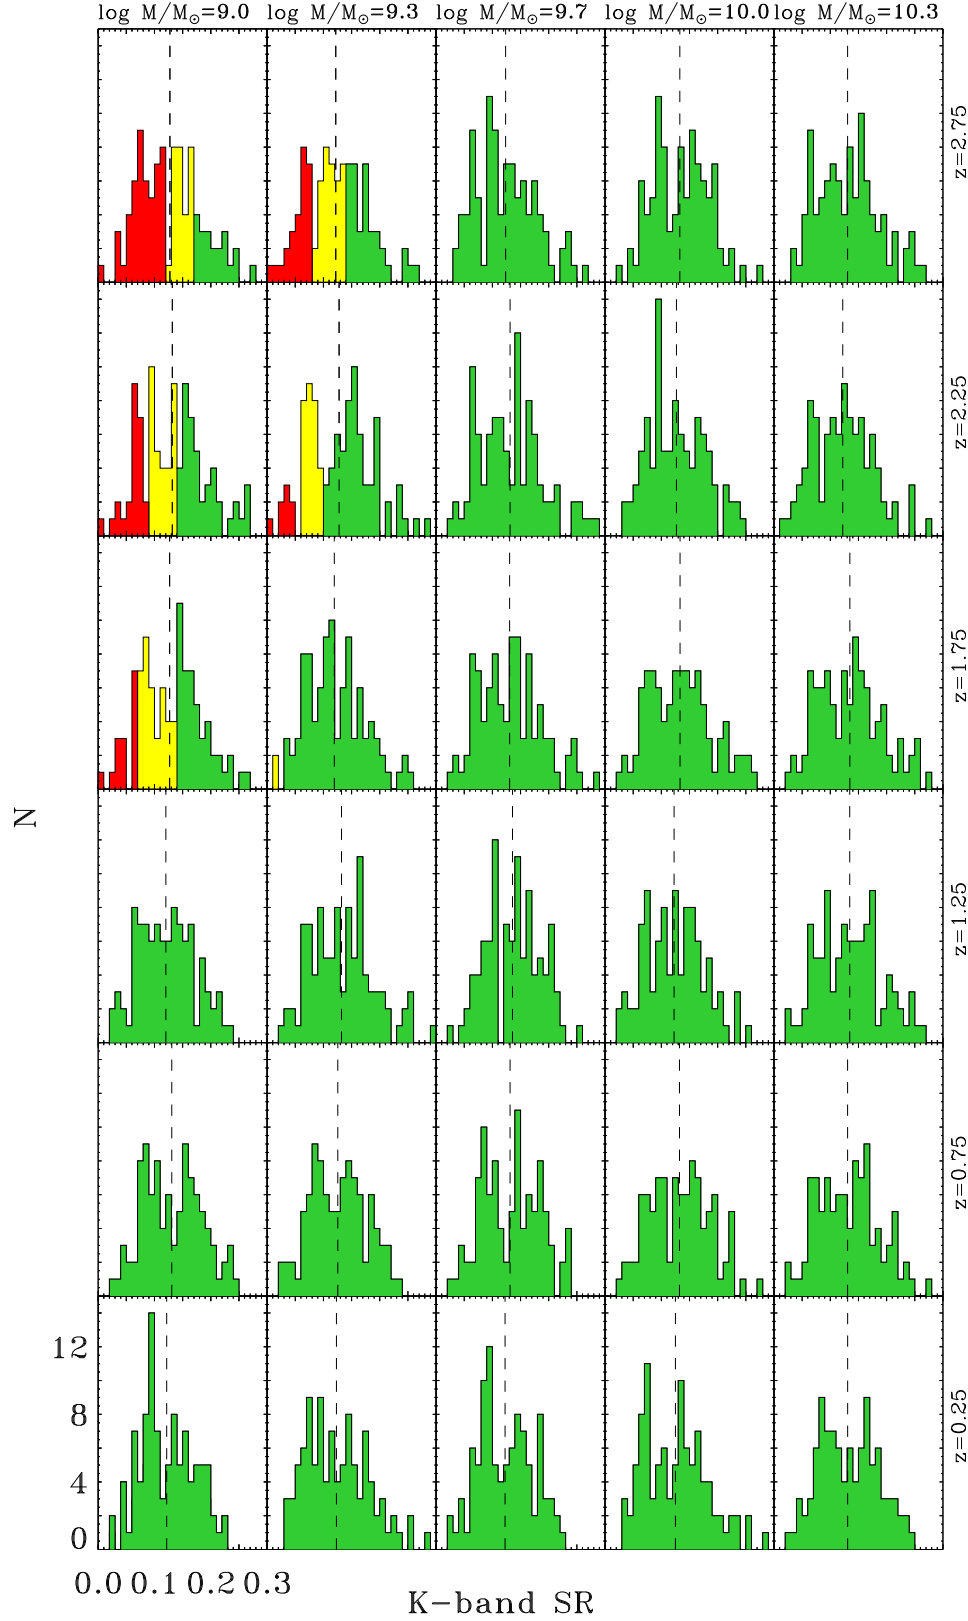 log M/M⊙=9.0 log M/M⊙=9.3 log M/M⊙=9.7 log M/M⊙=10.0 log M/M⊙=10.3
z=2.75
z=2.25
z=1.75
N
z=1.25
z=0.75
z=0.25
12
8
4
0
0.0 0.1 0.2 0.3
K-band SR